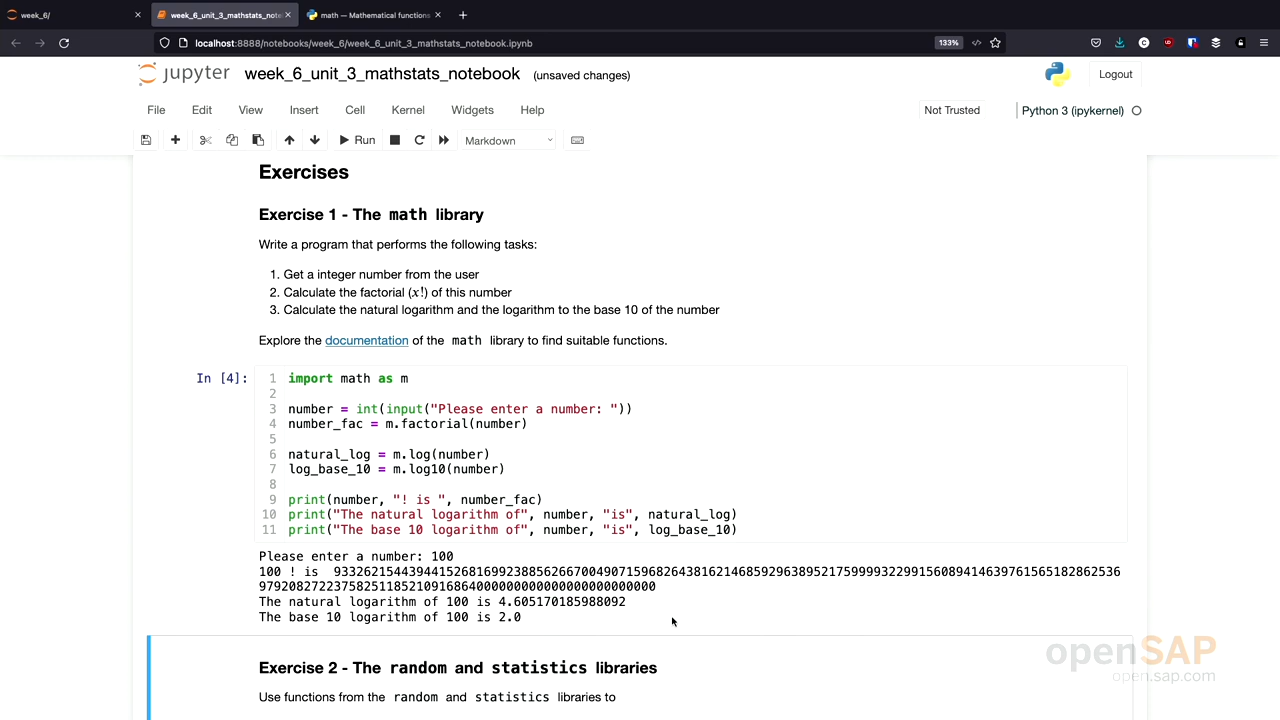 week_6/
week_6_unit_3_mathstats_note
math — Mathematical functions
localhost:8888/notebooks/week_6/week_6_unit_3_mathstats_notebook.ipynb
133%
jupyter week_6_unit_3_mathstats_notebook (unsaved changes)
Logout
File Edit View Insert Cell Kernel Widgets Help
Not Trusted
Python 3 (ipykernel)
Run
Markdown
Exercises
Exercise 1 - The math library
Write a program that performs the following tasks:
1. Get a integer number from the user
2. Calculate the factorial (x!) of this number
3. Calculate the natural logarithm and the logarithm to the base 10 of the number
Explore the documentation of the math library to find suitable functions.
In [4]:
1 import math as m
2
3 number = int(input("Please enter a number: "))
4 number_fac = m.factorial(number)
5
6 natural_log = m.log(number)
7 log_base_10 = m.log10(number)
8
9 print(number, "! is ", number_fac)
10 print("The natural logarithm of", number, "is", natural_log)
11 print("The base 10 logarithm of", number, "is", log_base_10)
Please enter a number: 100
100 ! is  93326215443944152681699238856266700490715968264381621468592963895217599993229915608941463976156518286253697920827223758251185210916864000000000000000000000000
The natural logarithm of 100 is 4.605170185988092
The base 10 logarithm of 100 is 2.0
openSAP
open.sap.com
Exercise 2 - The random and statistics libraries
Use functions from the random and statistics libraries to